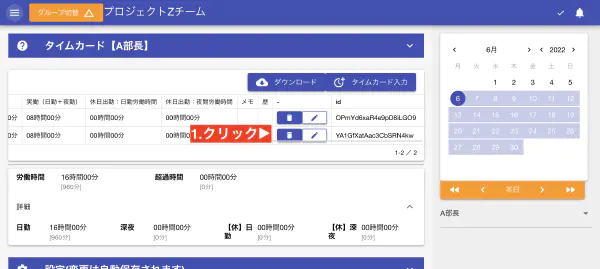 グループ切替 プロジェクトZチーム
タイムカード【A部長】
ダウンロード タイムカード入力
実働(日勤+夜勤) 休日出勤:日勤労働時間 休日出勤:夜間労働時間 メモ 歴 - id
0分 08時間00分 00時間00分 00時間00分 OPmYd6xaR4e9pD8iLGO9
0分 08時間00分 00時間00分 00時間0 1.クリック▶ YA1GfXatAac3CbSRN4kw
1-2 / 2
労働時間 16時間00分 超過時間 00時間00分
[960分] [0分]
詳細
日勤 16時間00分 深夜 00時間00分 【休】日勤 00時間00分 【休】深夜 00時間00分
[960分] [0分] [0分] [0分]
設定(変更は自動保存されます)
6月 2022
月 火 水 木 金 土 日
1 2 3 4 5
6 7 8 9 10 11 12
13 14 15 16 17 18 19
20 21 22 23 24 25 26
27 28 29 30
本日
A部長